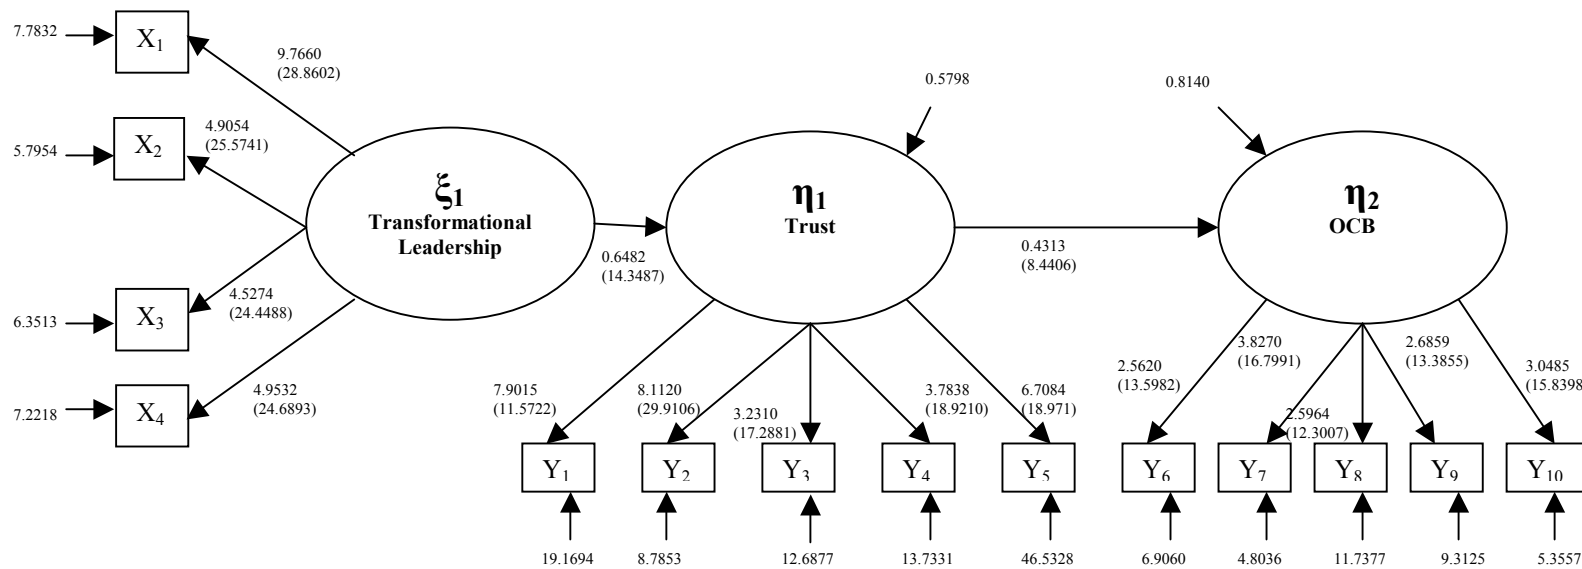 7.7832
X₁
9.7660
(28.8602)
5.7954
X₂
4.9054
(25.5741)
6.3513
X₃
4.5274
(24.4488)
7.2218
X₄
4.9532
(24.6893)
ξ₁
Transformational
Leadership
0.6482
(14.3487)
0.5798
η₁
Trust
0.4313
(8.4406)
0.8140
η₂
OCB
7.9015
(11.5722)
8.1120
(29.9106)
3.2310
(17.2881)
3.7838
(18.9210)
6.7084
(18.971)
2.5620
(13.5982)
3.8270
(16.7991)
2.5964
(12.3007)
2.6859
(13.3855)
3.0485
(15.8398
Y₁
Y₂
Y₃
Y₄
Y₅
Y₆
Y₇
Y₈
Y₉
Y₁₀
19.1694
8.7853
12.6877
13.7331
46.5328
6.9060
4.8036
11.7377
9.3125
5.3557